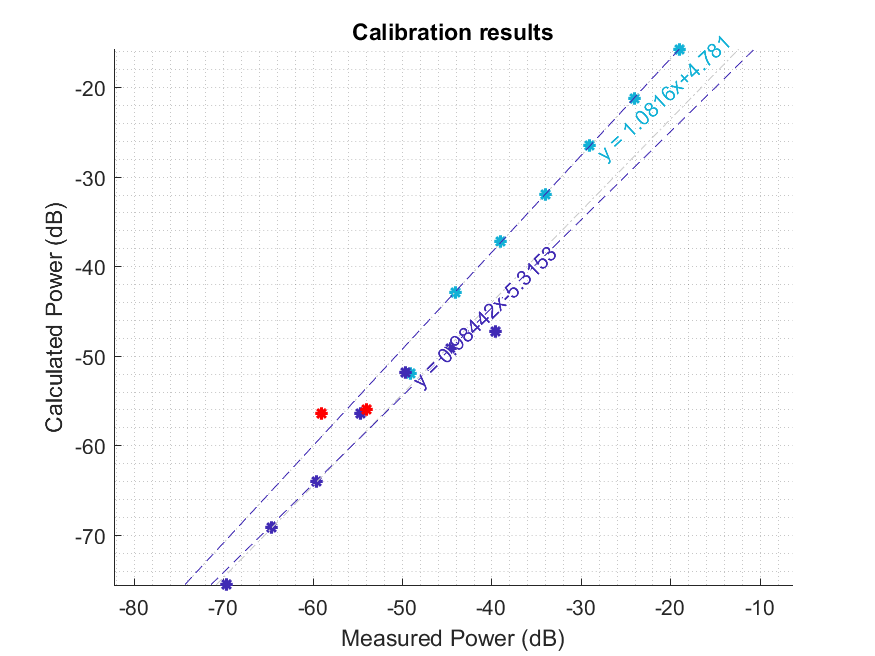 Calibration results
Calculated Power (dB)
-20
-30
-40
-50
-60
-70
y = 1.0816x+4.781
y = 0.98442x-5.3153
-80 -70 -60 -50 -40 -30 -20 -10
Measured Power (dB)